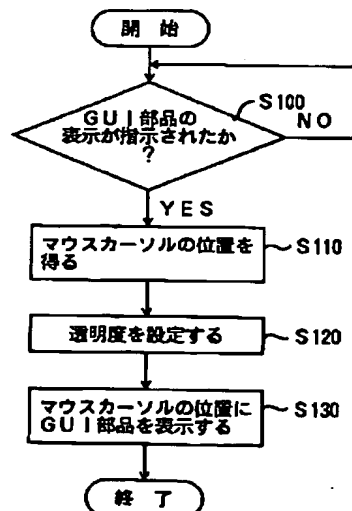 開始
GUI部品の
表示が指示されたか
?
S100
NO
YES
マウスカーソルの位置を
得る
S110
透明度を設定する
S120
マウスカーソルの位置に
GUI部品を表示する
S130
終了